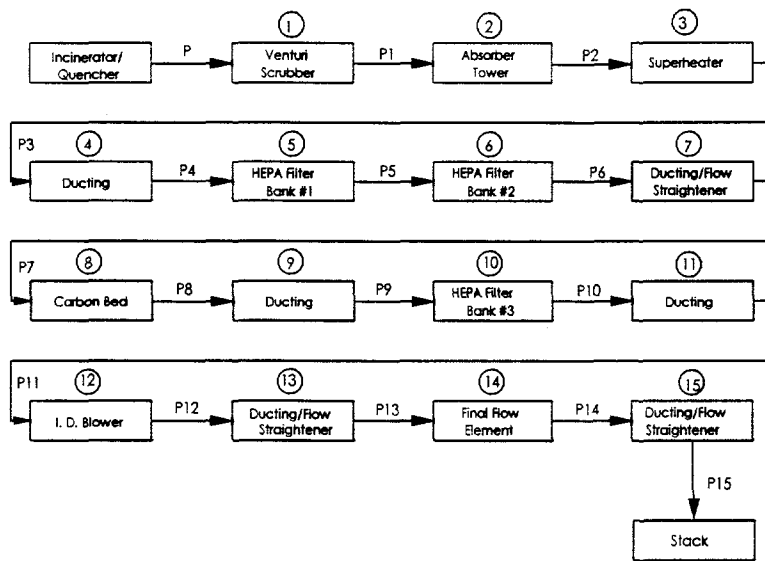 1
2
3
Incinerator/
Quencher
P
Venturi
Scrubber
P1
Absorber
Tower
P2
Superheater
P3
4
5
6
7
Ducting
P4
HEPA Filter
Bank #1
P5
HEPA Filter
Bank #2
P6
Ducting/Flow
Straightener
P7
8
9
10
11
Carbon Bed
P8
Ducting
P9
HEPA Filter
Bank #3
P10
Ducting
P11
12
13
14
15
I. D. Blower
P12
Ducting/Flow
Straightener
P13
Final Flow
Element
P14
Ducting/Flow
Straightener
P15
Stack